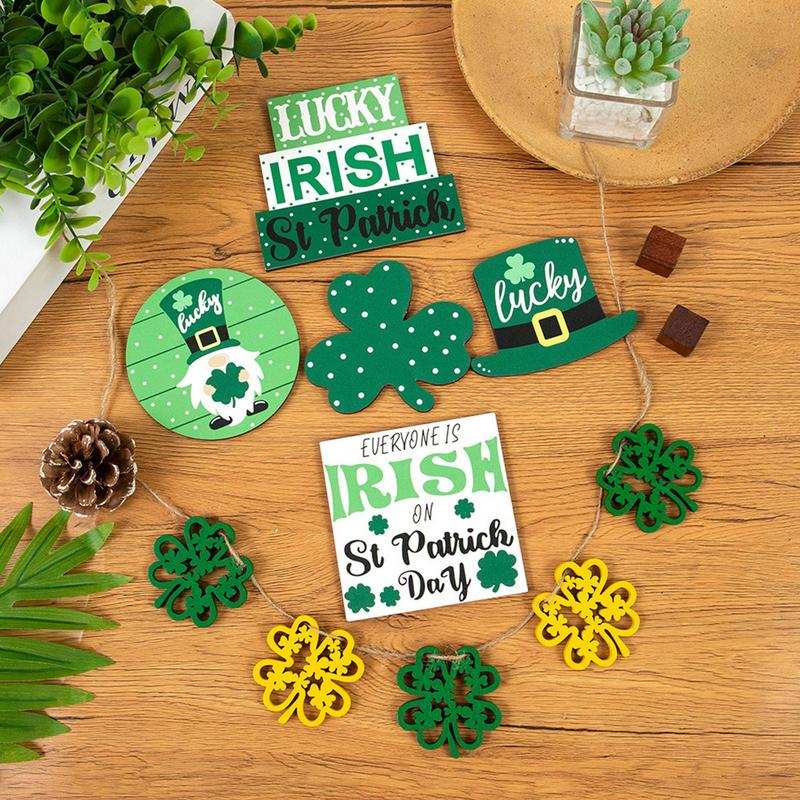 LUCKY
IRISH
St Patrick
lucky
lucky
EVERYONE IS
IRISH
ON
St Patrick
DAY